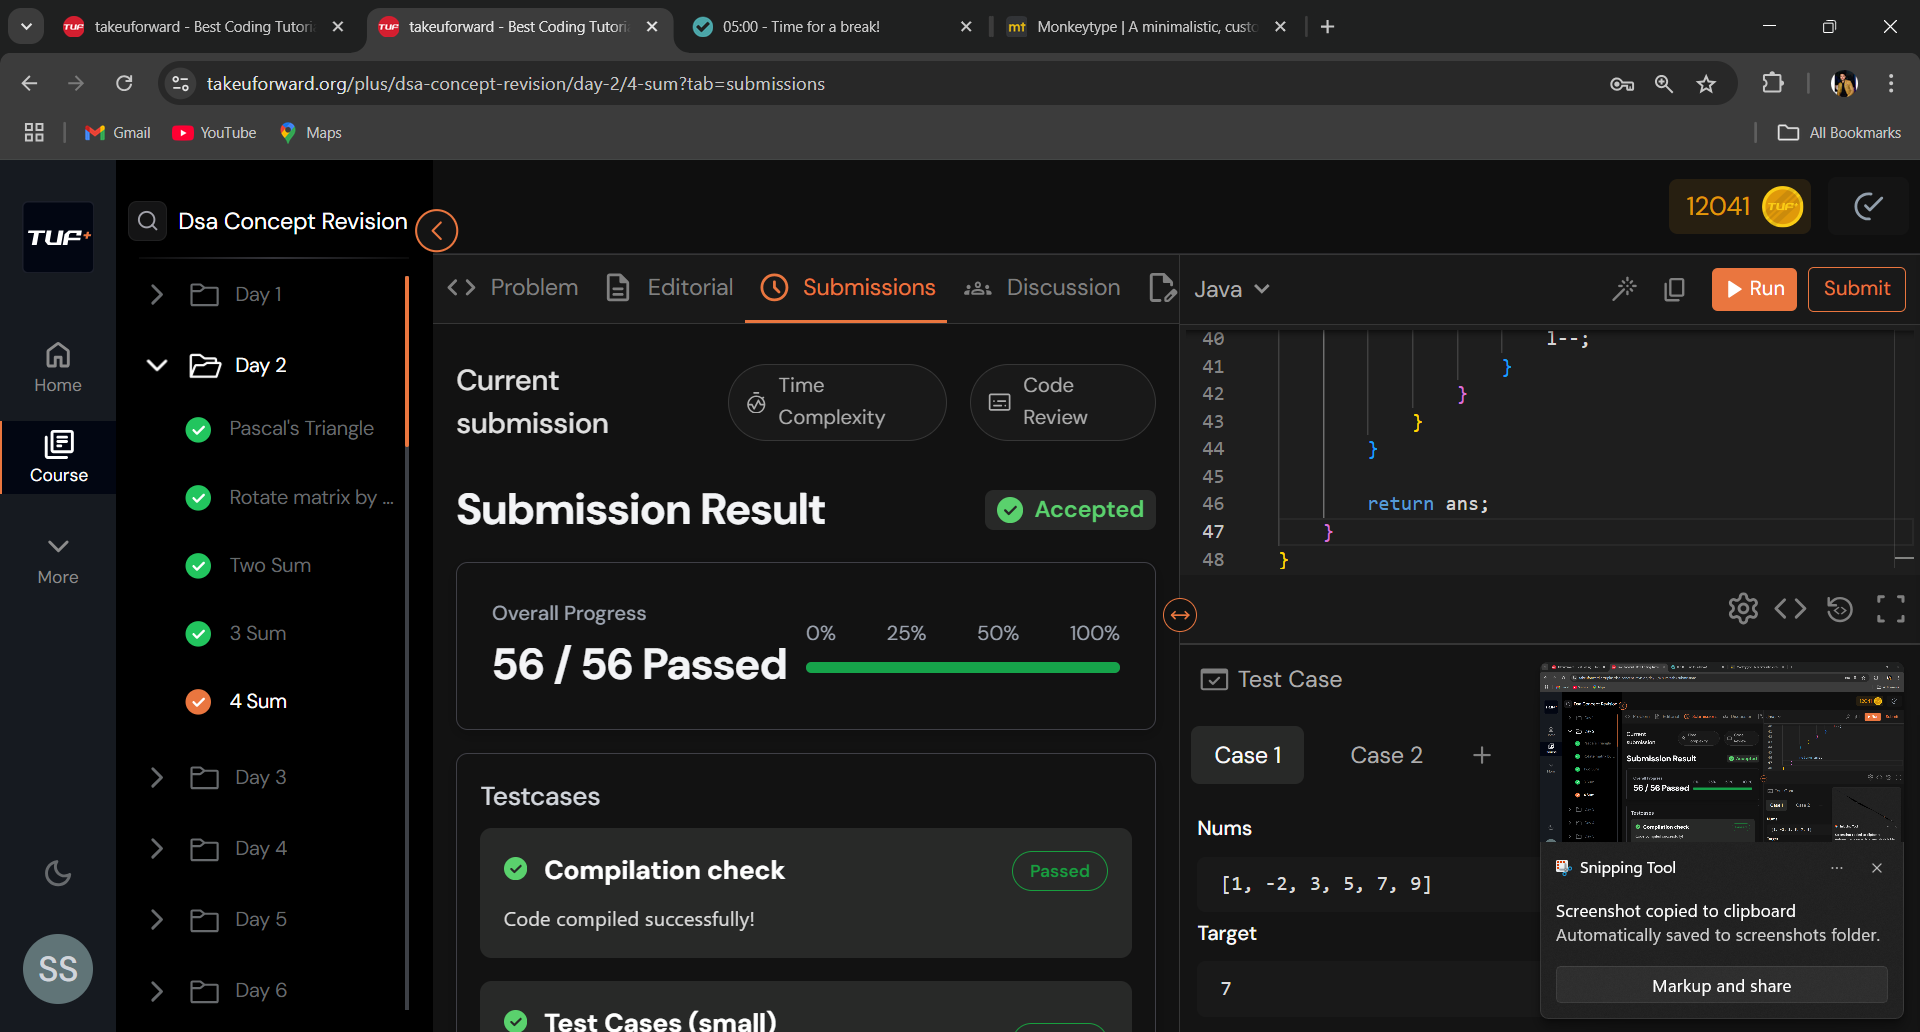 takeuforward - Best Coding Tutori
takeuforward - Best Coding Tutori
05:00 - Time for a break!
mt Monkeytype | A minimalistic, custo
takeuforward.org/plus/dsa-concept-revision/day-2/4-sum?tab=submissions
Gmail
YouTube
Maps
All Bookmarks
TUF+
Home
Course
More
SS
Dsa Concept Revision
Day 1
Day 2
Pascal's Triangle
Rotate matrix by ...
Two Sum
3 Sum
4 Sum
Day 3
Day 4
Day 5
Day 6
12041
TUF+
Problem
Editorial
Submissions
Discussion
Current
submission
Time
Complexity
Code
Review
Submission Result
Accepted
Overall Progress
56 / 56 Passed
0% 25% 50% 100%
Testcases
Compilation check
Passed
Code compiled successfully!
Test Cases (small)
Java
Run
Submit
40 l--;
41 }
42 }
43 }
44 }
45
46 return ans;
47 }
48 }
Test Case
Case 1
Case 2
Nums
[1, -2, 3, 5, 7, 9]
Target
7
Snipping Tool
Screenshot copied to clipboard
Automatically saved to screenshots folder.
Markup and share